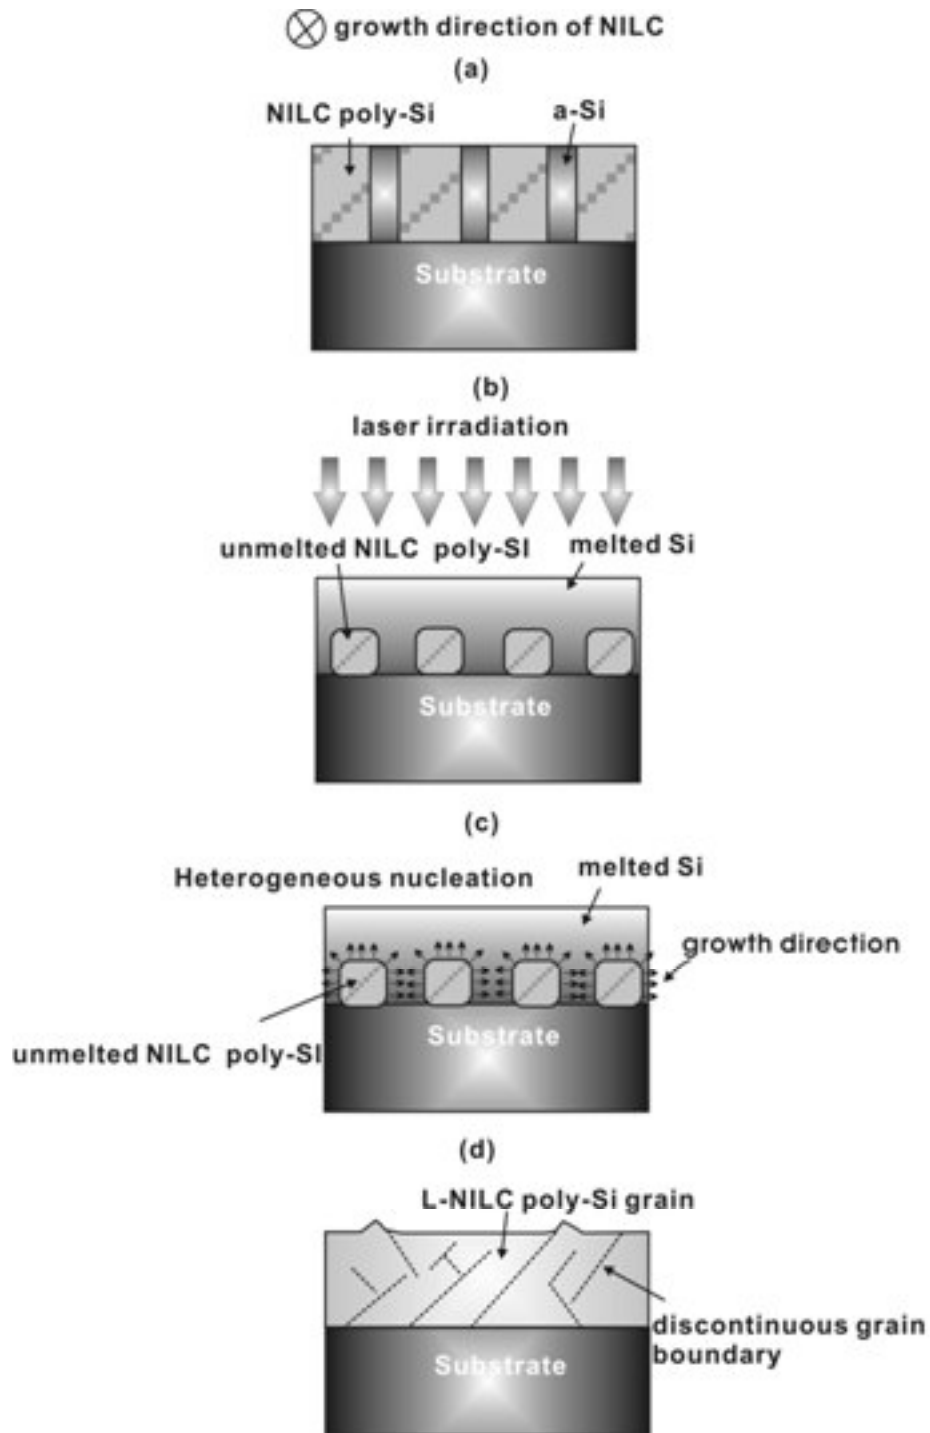 growth direction of NILC
(a)
NILC poly-Si
a-Si
Substrate
(b)
laser irradiation
unmelted NILC poly-SI
melted Si
Substrate
(c)
Heterogeneous nucleation
melted Si
growth direction
unmelted NILC poly-SI
Substrate
(d)
L-NILC poly-Si grain
discontinuous grain
boundary
Substrate